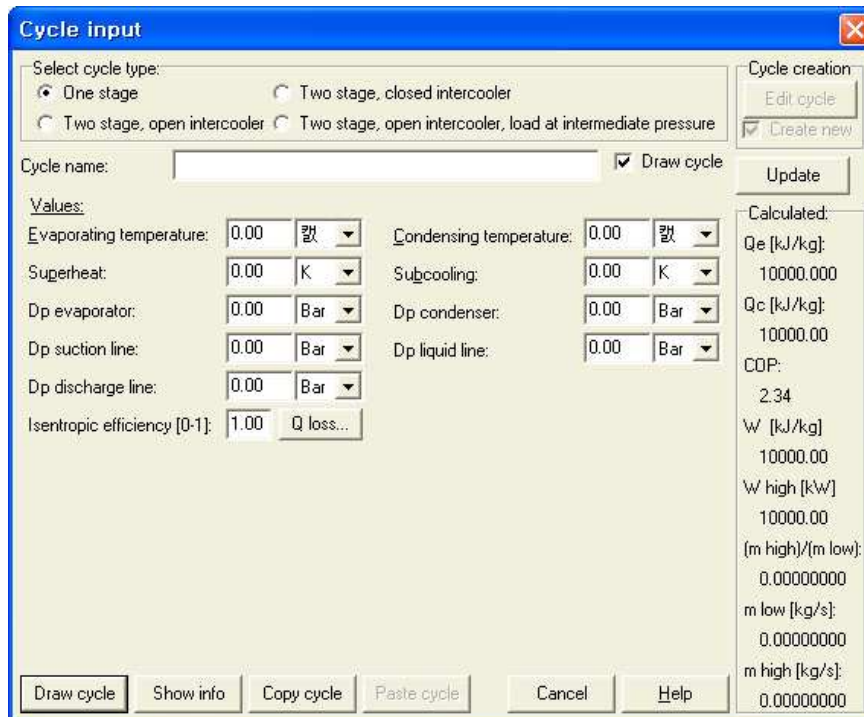 Cycle input
Select cycle type:
One stage
Two stage, closed intercooler
Two stage, open intercooler
Two stage, open intercooler, load at intermediate pressure
Cycle name:
Draw cycle
Values:
Evaporating temperature: 0.00 캜
Condensing temperature: 0.00 캜
Superheat: 0.00 K
Subcooling: 0.00 K
Dp evaporator: 0.00 Bar
Dp condenser: 0.00 Bar
Dp suction line: 0.00 Bar
Dp liquid line: 0.00 Bar
Dp discharge line: 0.00 Bar
Isentropic efficiency [0-1]: 1.00 Q loss...
Cycle creation
Edit cycle
Create new
Update
Calculated:
Qe [kJ/kg]:
10000.000
Qc [kJ/kg]:
10000.00
COP:
2.34
W [kJ/kg]
10000.00
W high [kW]
10000.00
(m high)/(m low):
0.00000000
m low [kg/s]:
0.00000000
m high [kg/s]:
0.00000000
Draw cycle
Show info
Copy cycle
Paste cycle
Cancel
Help